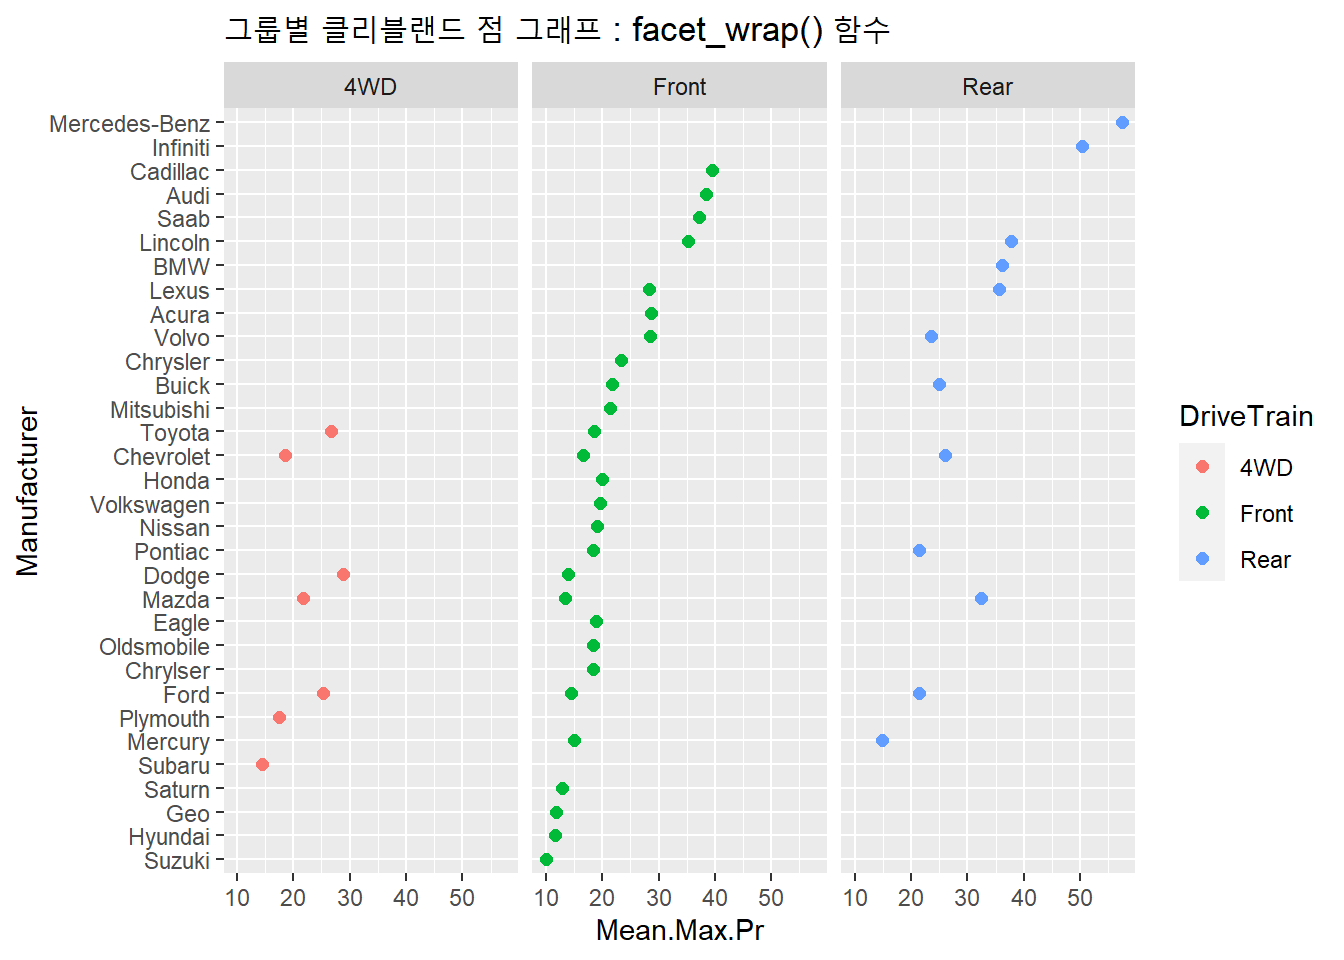 그룹별 클리블랜드 점 그래프 : facet_wrap() 함수
4WD
Front
Rear
Manufacturer
Mercedes-Benz
Infiniti
Cadillac
Audi
Saab
Lincoln
BMW
Lexus
Acura
Volvo
Chrysler
Buick
Mitsubishi
Toyota
Chevrolet
Honda
Volkswagen
Nissan
Pontiac
Dodge
Mazda
Eagle
Oldsmobile
Chrylser
Ford
Plymouth
Mercury
Subaru
Saturn
Geo
Hyundai
Suzuki
10 20 30 40 50
10 20 30 40 50
10 20 30 40 50
Mean.Max.Pr
DriveTrain
4WD
Front
Rear